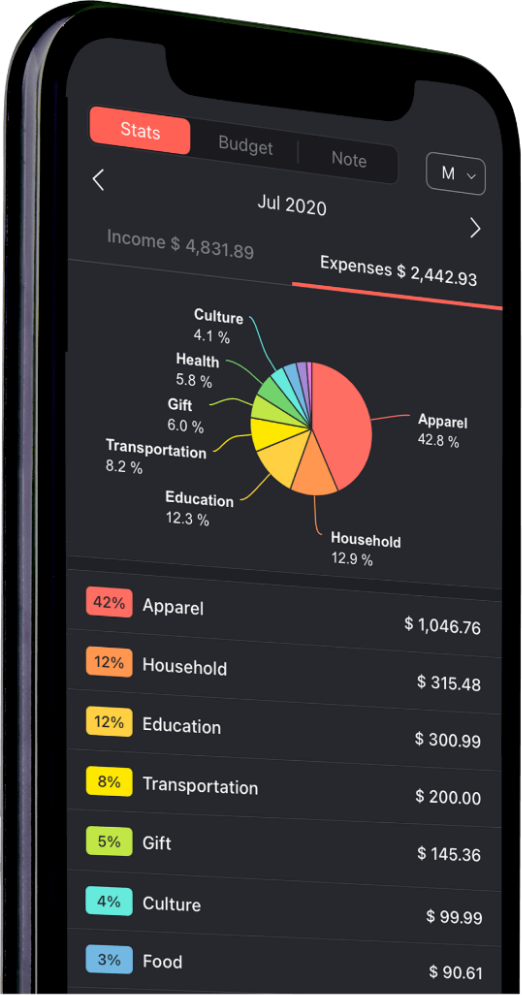 Stats Budget Note M
Jul 2020
Income $ 4,831.89 Expenses $ 2,442.93
Culture
4.1 %
Health
5.8 %
Gift
6.0 %
Apparel
42.8 %
Transportation
8.2 %
Education
12.3 %
Household
12.9 %
42% Apparel $ 1,046.76
12% Household $ 315.48
12% Education $ 300.99
8% Transportation $ 200.00
5% Gift $ 145.36
4% Culture $ 99.99
3% Food $ 90.61